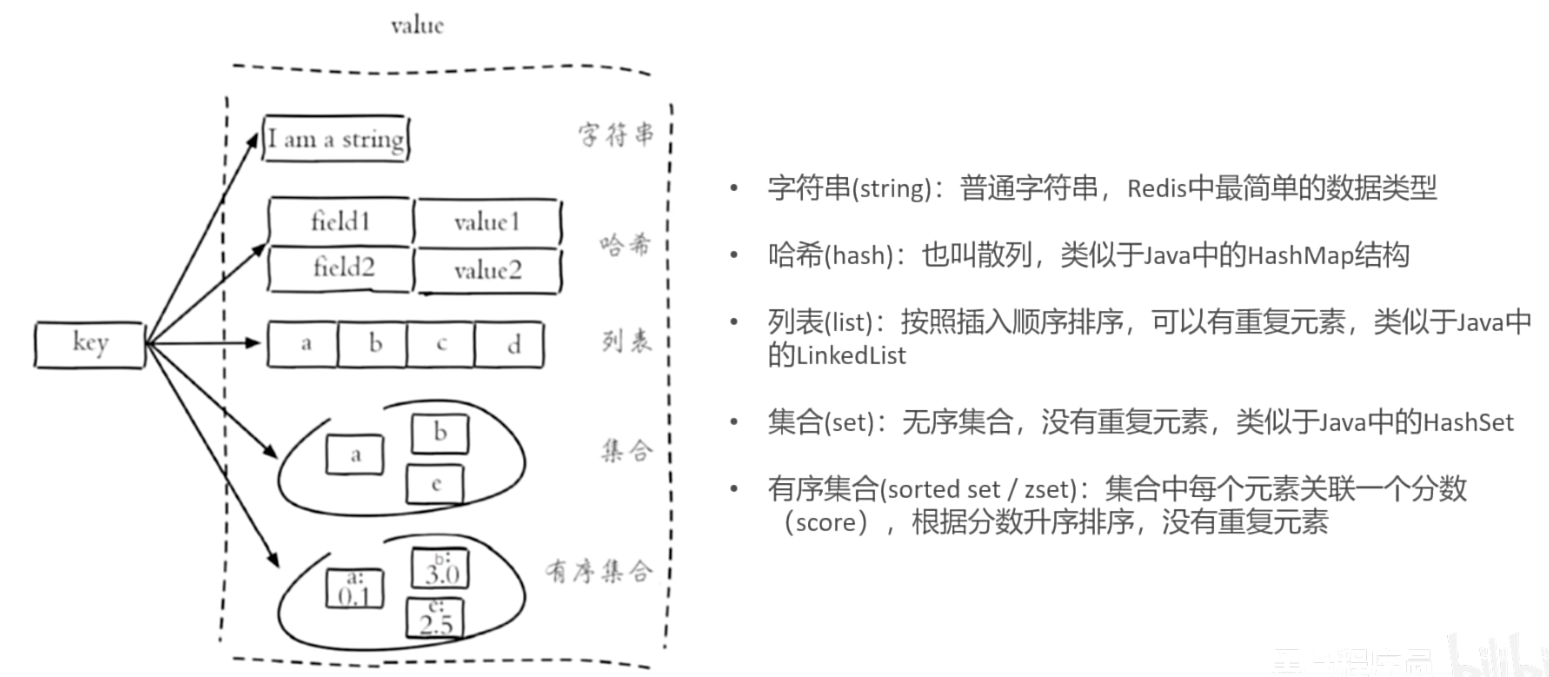 value
I am a string
字符串
field1 value1
field2 value2
哈希
key
a b c d
列表
a
b
e
集合
a:
0.1
b:
3.0
e:
2.5
有序集合
• 字符串(string)：普通字符串，Redis中最简单的数据类型
• 哈希(hash)：也叫散列，类似于Java中的HashMap结构
• 列表(list)：按照插入顺序排序，可以有重复元素，类似于Java中
的LinkedList
• 集合(set)：无序集合，没有重复元素，类似于Java中的HashSet
• 有序集合(sorted set / zset)：集合中每个元素关联一个分数
（score），根据分数升序排序，没有重复元素
bilibili